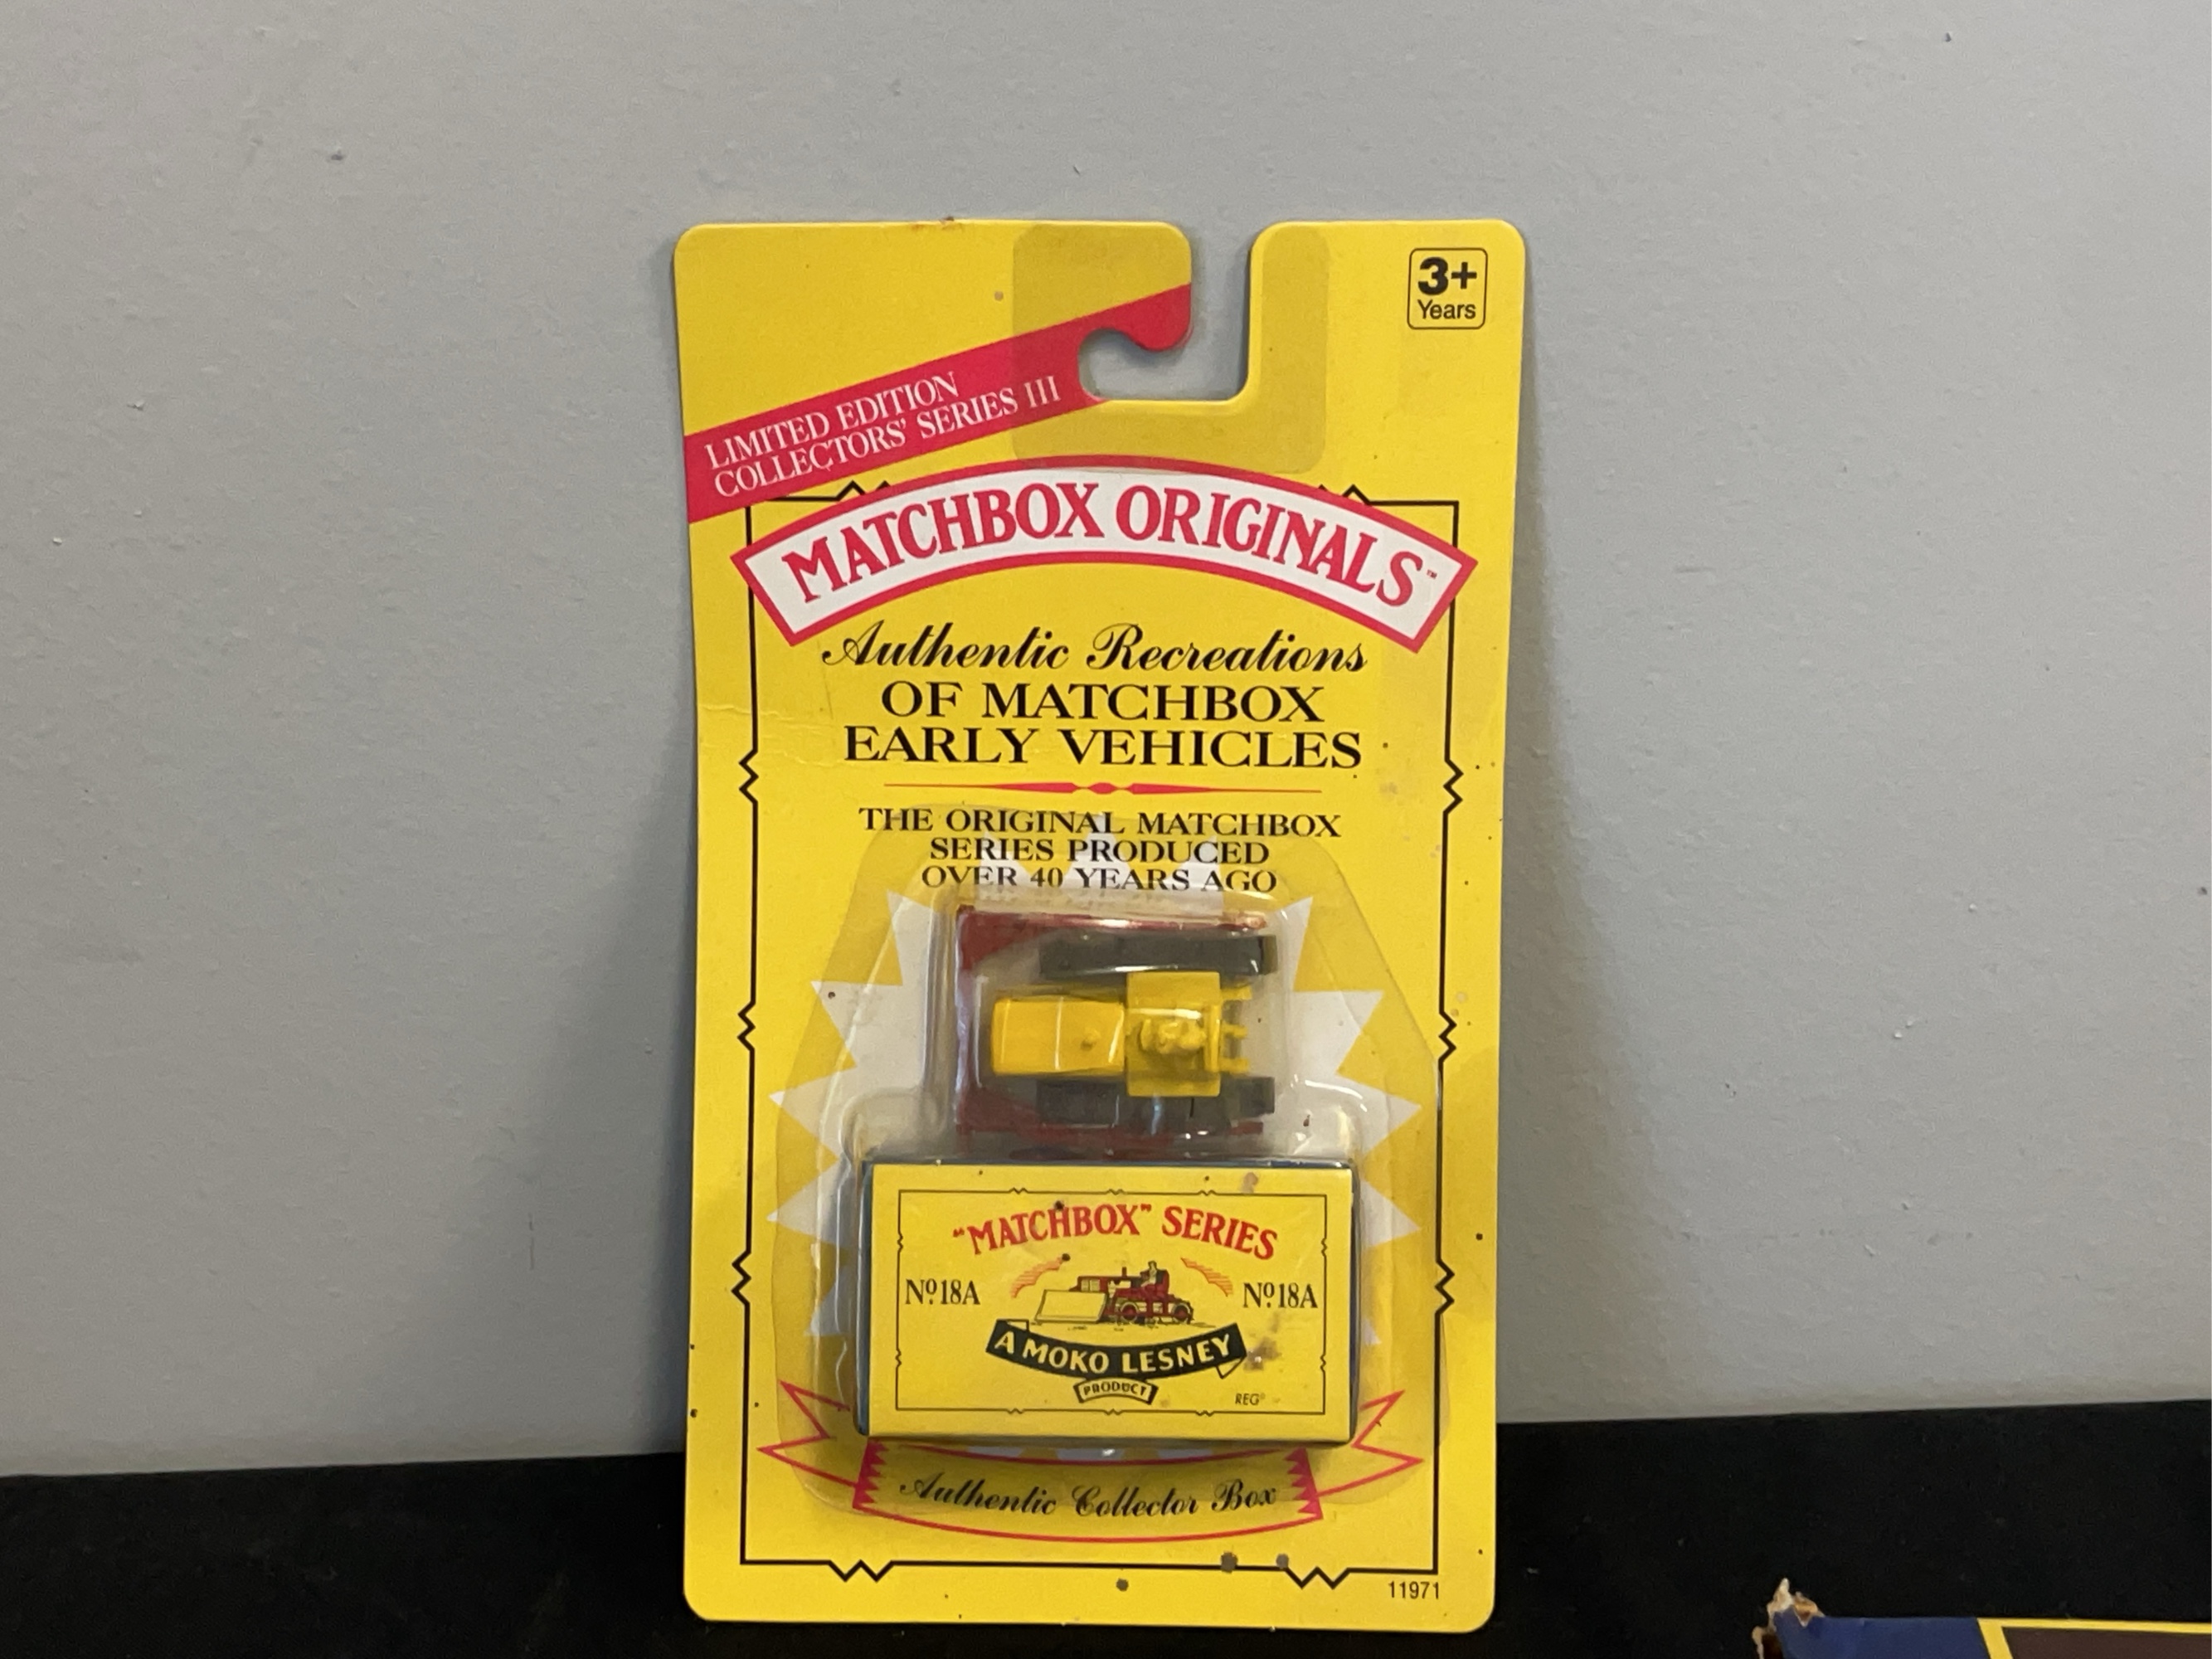 3+
Years
LIMITED EDITION
COLLECTORS' SERIES III
MATCHBOX ORIGINALS™
Authentic Recreations
OF MATCHBOX
EARLY VEHICLES
THE ORIGINAL MATCHBOX
SERIES PRODUCED
OVER 40 YEARS AGO
"MATCHBOX" SERIES
Nº18A
Nº18A
A MOKO LESNEY
PRODUCT
REGᴰ
Authentic Collector Box
11971